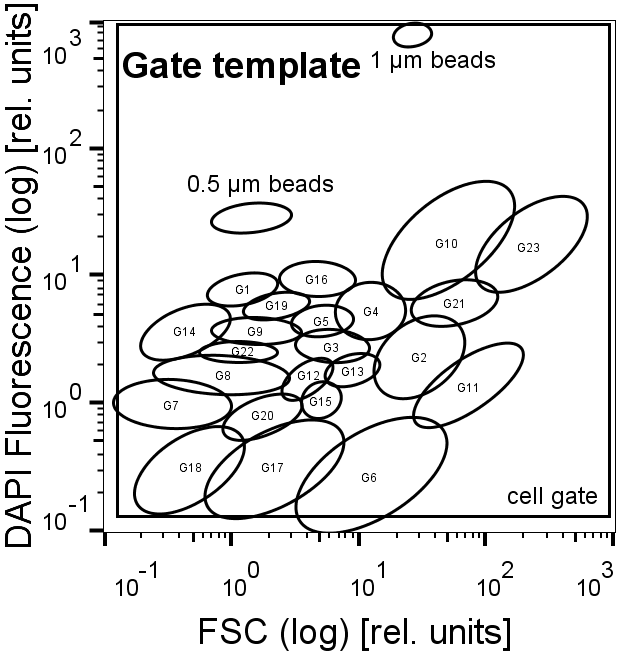 Gate template
1 μm beads
0.5 μm beads
G10
G23
G16
G1
G19
G21
G4
G5
G14
G9
G3
G22
G2
G8
G12
G13
G11
G7
G15
G20
G18
G17
G6
cell gate
DAPI Fluorescence (log) [rel. units]
10³
10²
10¹
10⁰
10⁻¹
10⁻¹ 10⁰ 10¹ 10² 10³
FSC (log) [rel. units]